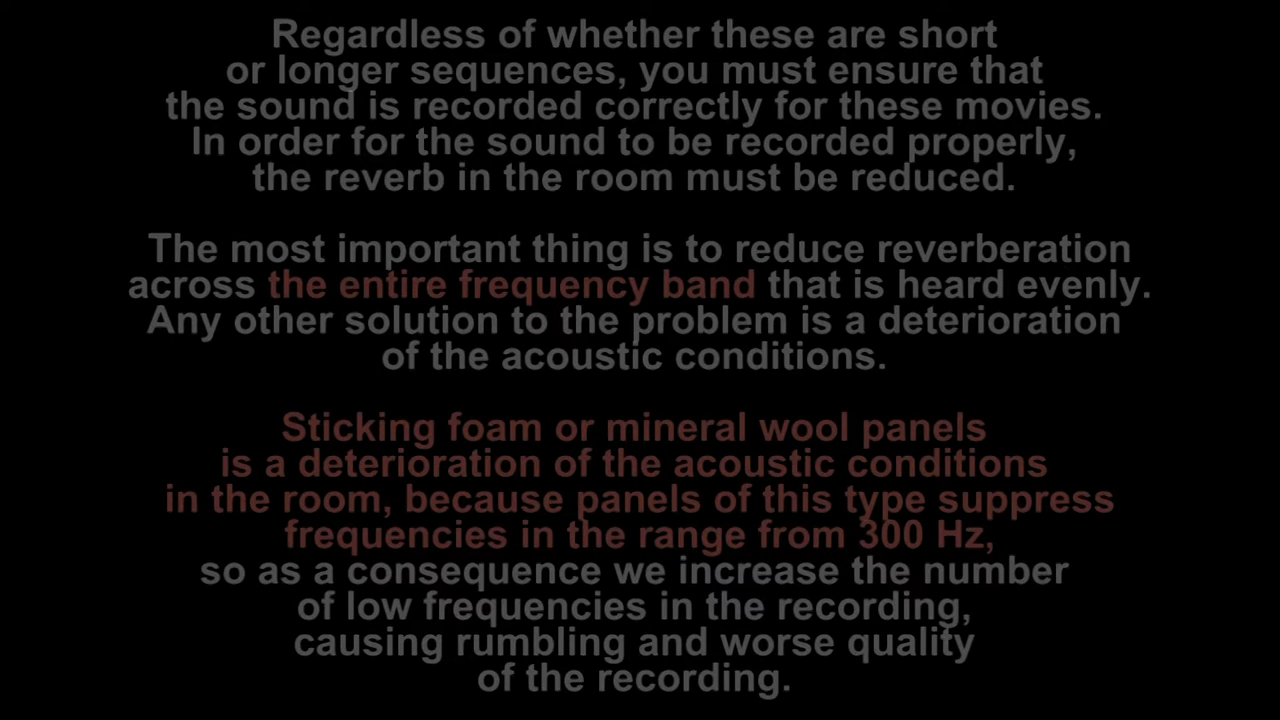 Regardless of whether these are short
or longer sequences, you must ensure that
the sound is recorded correctly for these movies.
In order for the sound to be recorded properly,
the reverb in the room must be reduced.
The most important thing is to reduce reverberation
across the entire frequency band that is heard evenly.
Any other solution to the problem is a deterioration
of the acoustic conditions.
Sticking foam or mineral wool panels
is a deterioration of the acoustic conditions
in the room, because panels of this type suppress
frequencies in the range from 300 Hz,
so as a consequence we increase the number
of low frequencies in the recording,
causing rumbling and worse quality
of the recording.